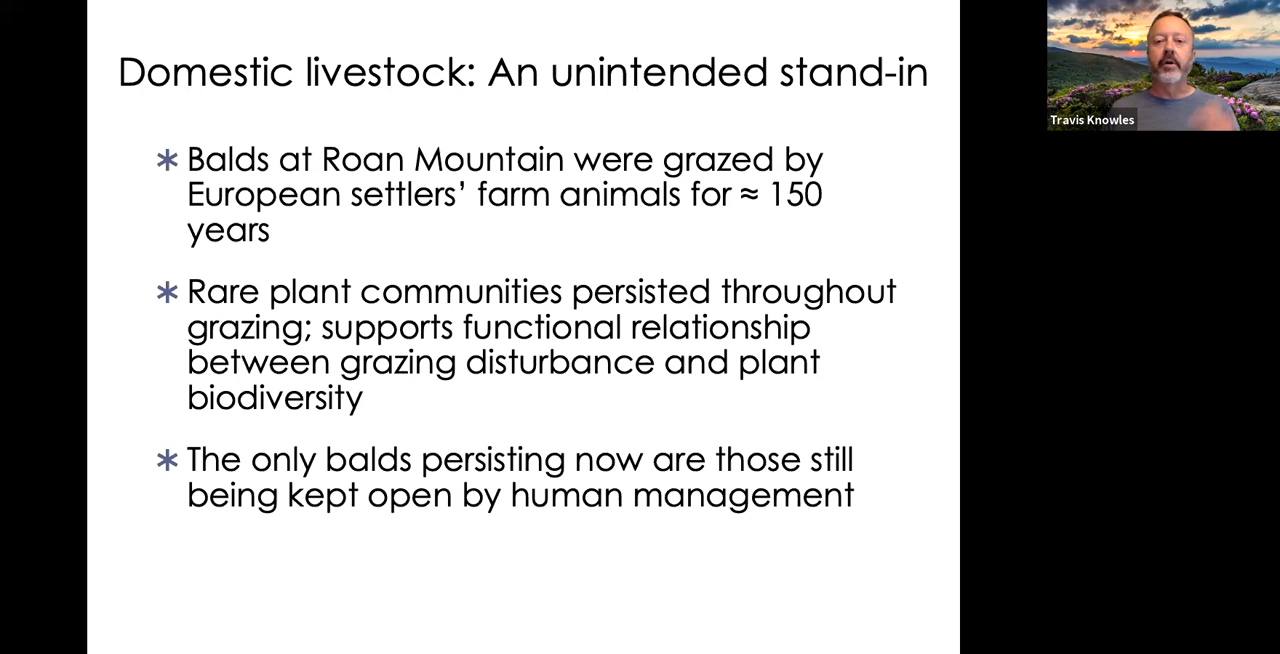 Domestic livestock: An unintended stand-in
Travis Knowles
* Balds at Roan Mountain were grazed by
European settlers’ farm animals for ≈ 150
years
* Rare plant communities persisted throughout
grazing; supports functional relationship
between grazing disturbance and plant
biodiversity
* The only balds persisting now are those still
being kept open by human management